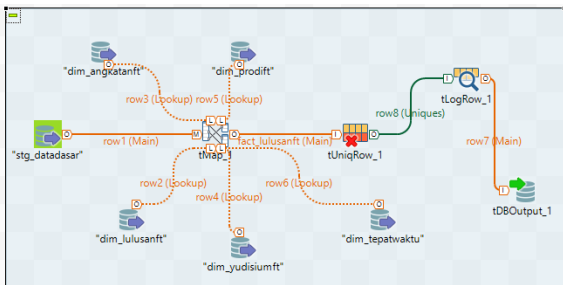 "dim_angkatanft"
"dim_prodift"
row3 (Lookup)
row5 (Lookup)
tLogRow_1
row8 (Uniques)
"stg_datadasar"
row1 (Main)
tMap_1
fact_lulusanft (Main)
tUniqRow_1
row7 (Main)
row2 (Lookup)
row4 (Lookup)
row6 (Lookup)
"dim_lulusanft"
"dim_yudisiumft"
"dim_tepatwaktu"
tDBOutput_1